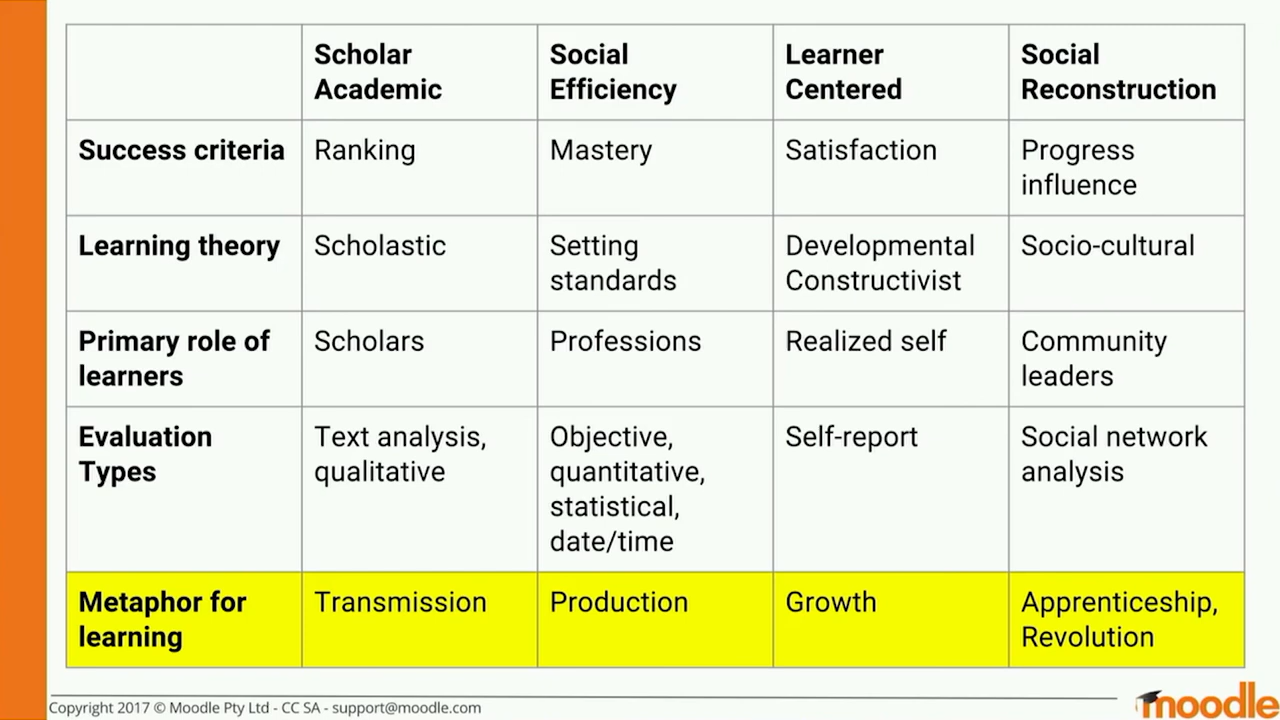 Scholar Academic
Social Efficiency
Learner Centered
Social Reconstruction
Success criteria
Ranking
Mastery
Satisfaction
Progress influence
Learning theory
Scholastic
Setting standards
Developmental Constructivist
Socio-cultural
Primary role of learners
Scholars
Professions
Realized self
Community leaders
Evaluation Types
Text analysis, qualitative
Objective, quantitative, statistical, date/time
Self-report
Social network analysis
Metaphor for learning
Transmission
Production
Growth
Apprenticeship, Revolution
Copyright 2017 © Moodle Pty Ltd - CC SA - support@moodle.com
moodle